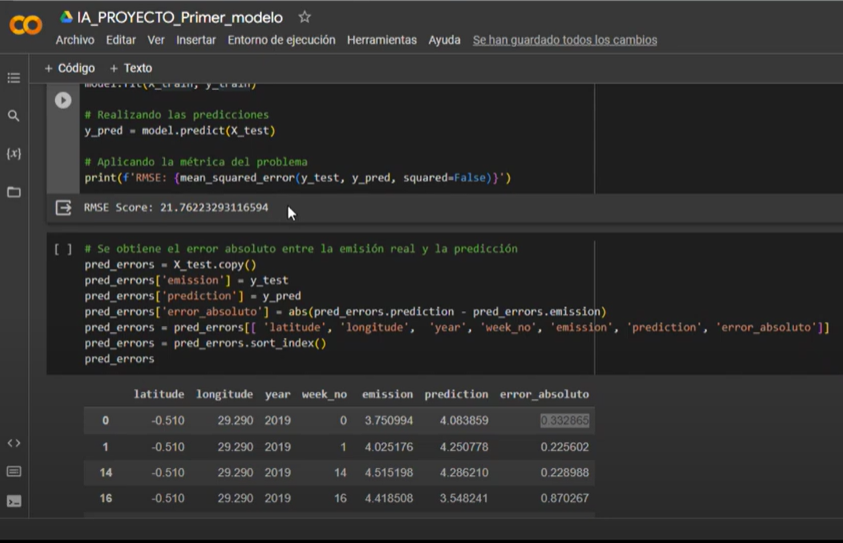 IA_PROYECTO_Primer_modelo
Archivo Editar Ver Insertar Entorno de ejecución Herramientas Ayuda Se han guardado todos los cambios
+ Código + Texto
model.fit(X_train, y_train)
# Realizando las predicciones
y_pred = model.predict(X_test)
# Aplicando la métrica del problema
print(f'RMSE: {mean_squared_error(y_test, y_pred, squared=False)}')
RMSE Score: 21.76223293116594
[ ] # Se obtiene el error absoluto entre la emisión real y la predicción
pred_errors = X_test.copy()
pred_errors['emission'] = y_test
pred_errors['prediction'] = y_pred
pred_errors['error_absoluto'] = abs(pred_errors.prediction - pred_errors.emission)
pred_errors = pred_errors[[ 'latitude', 'longitude', 'year', 'week_no', 'emission', 'prediction', 'error_absoluto']]
pred_errors = pred_errors.sort_index()
pred_errors
latitude longitude year week_no emission prediction error_absoluto
0 -0.510 29.290 2019 0 3.750994 4.083859 0.332865
1 -0.510 29.290 2019 1 4.025176 4.250778 0.225602
14 -0.510 29.290 2019 14 4.515198 4.286210 0.228988
16 -0.510 29.290 2019 16 4.418508 3.548241 0.870267